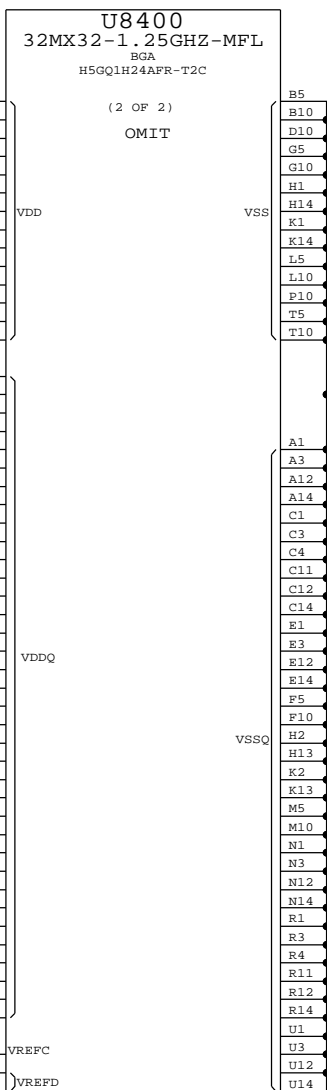 U8400
32MX32-1.25GHZ-MFL
BGA
H5GQ1H24AFR-T2C
(2 OF 2)
OMIT
VDD
VSS
B5
B10
D10
G5
G10
H1
H14
K1
K14
L5
L10
P10
T5
T10
VDDQ
VSSQ
A1
A3
A12
A14
C1
C3
C4
C11
C12
C14
E1
E3
E12
E14
F5
F10
H2
H13
K2
K13
M5
M10
N1
N3
N12
N14
R1
R3
R4
R11
R12
R14
U1
U3
U12
U14
VREFC
VREFD